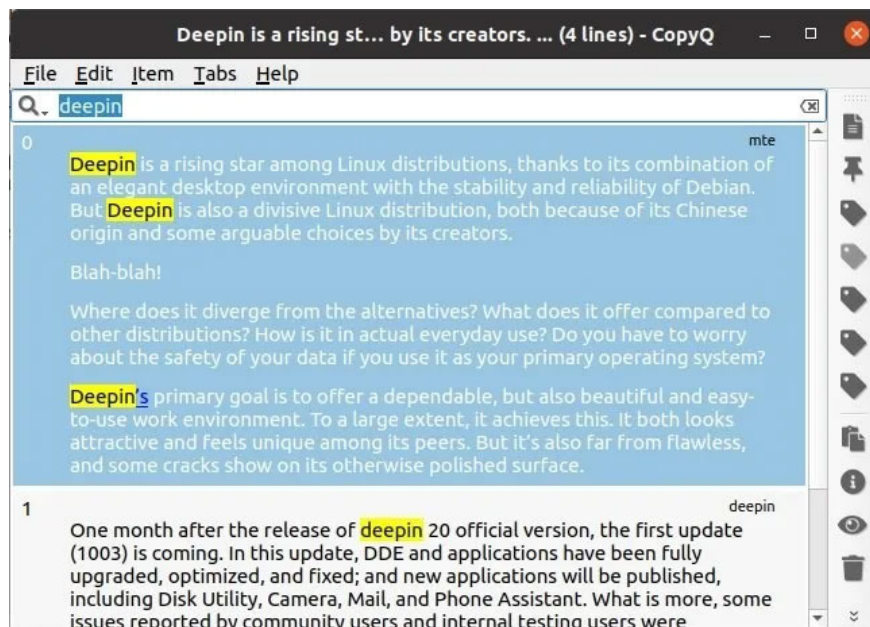 Deepin is a rising st... by its creators. ... (4 lines) - CopyQ
File Edit Item Tabs Help
deepin
0
mte
Deepin is a rising star among Linux distributions, thanks to its combination of
an elegant desktop environment with the stability and reliability of Debian.
But Deepin is also a divisive Linux distribution, both because of its Chinese
origin and some arguable choices by its creators.
Blah-blah!
Where does it diverge from the alternatives? What does it offer compared to
other distributions? How is it in actual everyday use? Do you have to worry
about the safety of your data if you use it as your primary operating system?
Deepin's primary goal is to offer a dependable, but also beautiful and easy-
to-use work environment. To a large extent, it achieves this. It both looks
attractive and feels unique among its peers. But it's also far from flawless,
and some cracks show on its otherwise polished surface.
1
deepin
One month after the release of deepin 20 official version, the first update
(1003) is coming. In this update, DDE and applications have been fully
upgraded, optimized, and fixed; and new applications will be published,
including Disk Utility, Camera, Mail, and Phone Assistant. What is more, some
issues reported by community users and internal testing users were